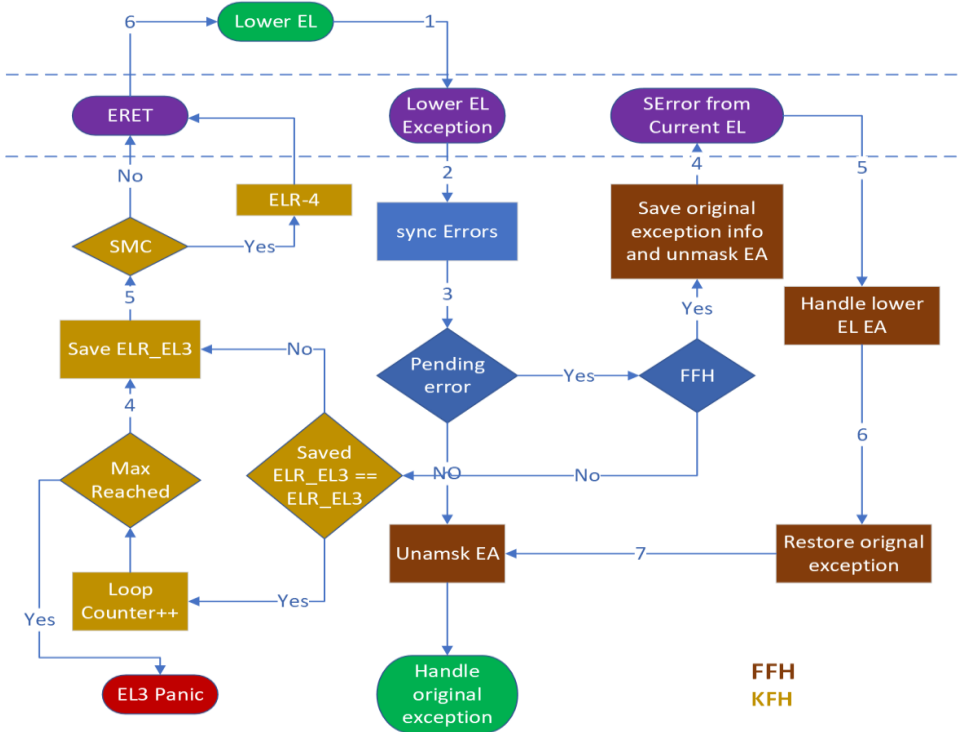 6
Lower EL
1
ERET
Lower EL
Exception
SError from
Current EL
No
2
4
5
ELR-4
Save original
exception info
and unmask EA
SMC
Yes
sync Errors
5
3
Yes
Handle lower
EL EA
Save ELR_EL3
No
Pending
error
Yes
FFH
4
6
Max
Reached
Saved
ELR_EL3 ==
ELR_EL3
NO
No
Unamsk EA
7
Restore orignal
exception
Loop
Counter++
Yes
Yes
EL3 Panic
Handle
original
exception
FFH
KFH